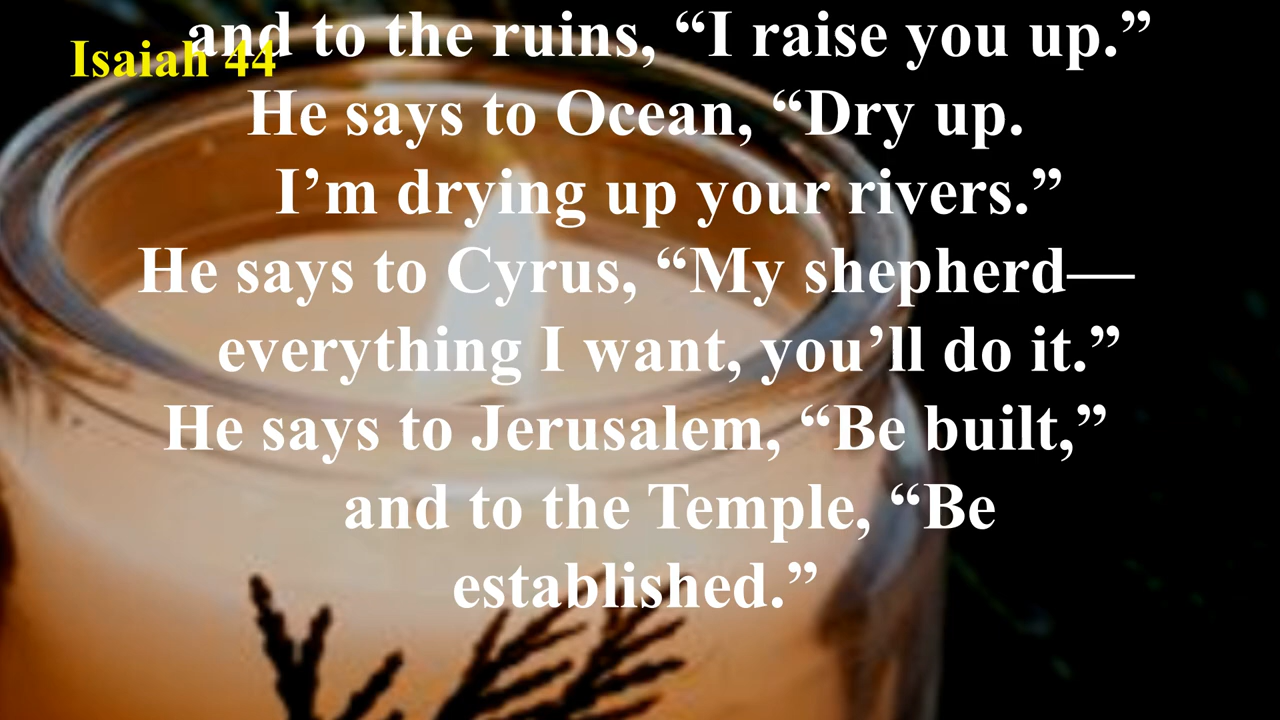 Isaiah 44
and to the ruins, “I raise you up.”
He says to Ocean, “Dry up.
I’m drying up your rivers.”
He says to Cyrus, “My shepherd—
everything I want, you’ll do it.”
He says to Jerusalem, “Be built,”
and to the Temple, “Be
established.”